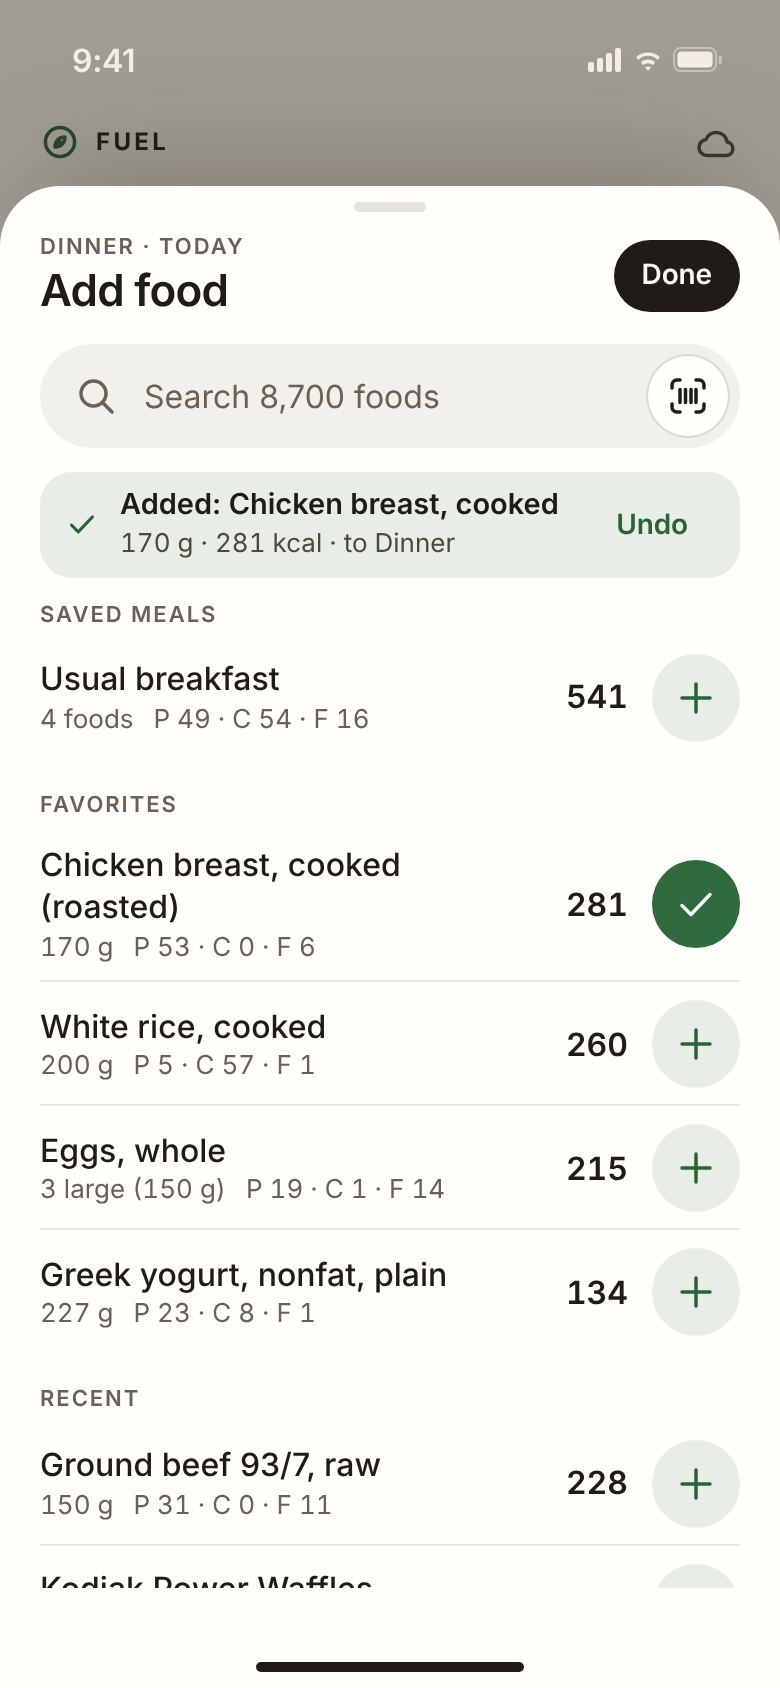 9:41
FUEL
DINNER · TODAY
Add food
Done
Search 8,700 foods
Added: Chicken breast, cooked
170 g · 281 kcal · to Dinner
Undo
SAVED MEALS
Usual breakfast
4 foods P 49 · C 54 · F 16
541
FAVORITES
Chicken breast, cooked
(roasted)
170 g P 53 · C 0 · F 6
281
White rice, cooked
200 g P 5 · C 57 · F 1
260
Eggs, whole
3 large (150 g) P 19 · C 1 · F 14
215
Greek yogurt, nonfat, plain
227 g P 23 · C 8 · F 1
134
RECENT
Ground beef 93/7, raw
150 g P 31 · C 0 · F 11
228
Kodiak Power Waffles